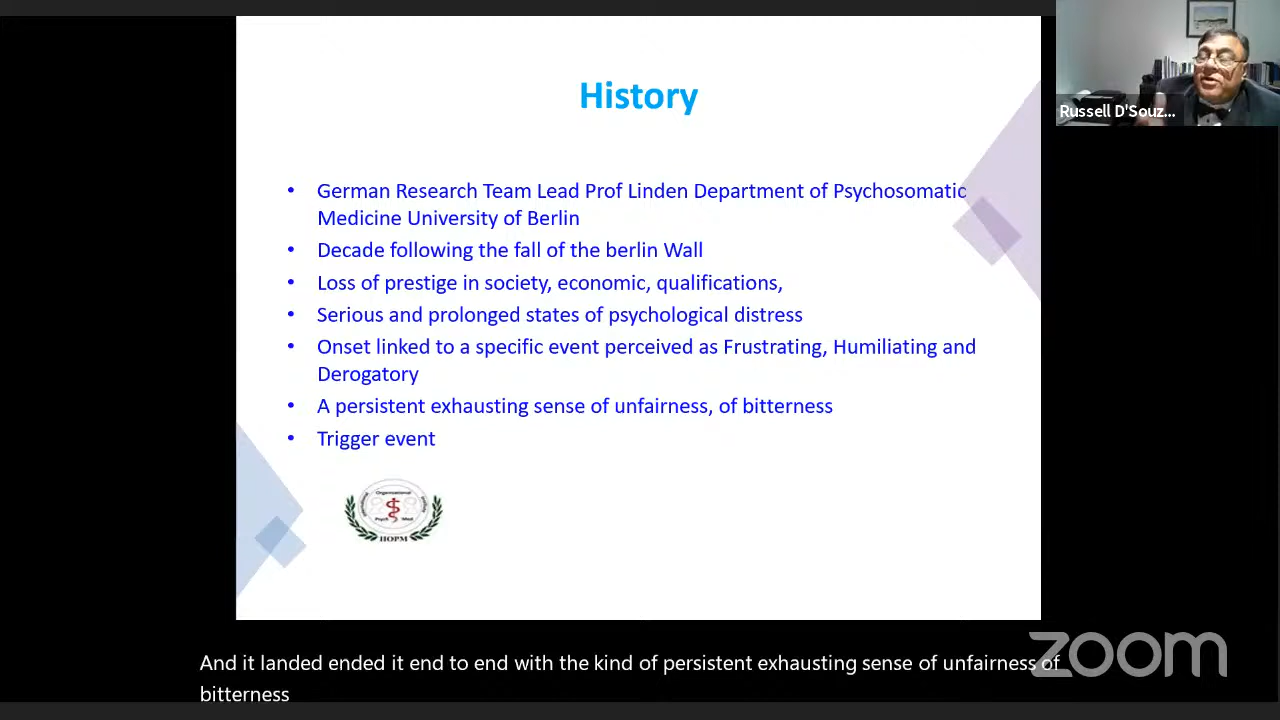 History
Russell D'Souz...
• German Research Team Lead Prof Linden Department of Psychosomatic
Medicine University of Berlin
• Decade following the fall of the berlin Wall
• Loss of prestige in society, economic, qualifications,
• Serious and prolonged states of psychological distress
• Onset linked to a specific event perceived as Frustrating, Humiliating and
Derogatory
• A persistent exhausting sense of unfairness, of bitterness
• Trigger event
Organizational
Psych Med
IIOPM
zoom
And it landed ended it end to end with the kind of persistent exhausting sense of unfairness of
bitterness